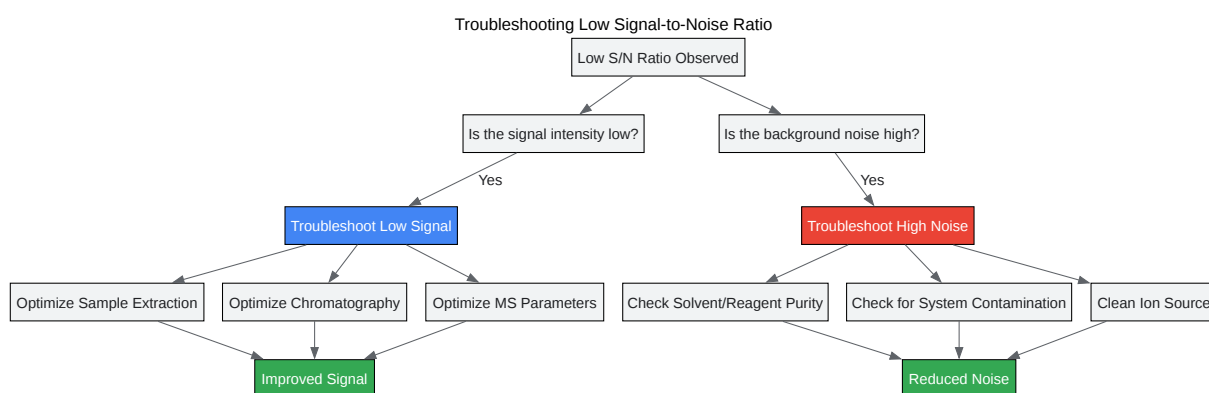 Troubleshooting Low Signal-to-Noise Ratio
Low S/N Ratio Observed
Is the signal intensity low?
Is the background noise high?
Yes
Yes
Troubleshoot Low Signal
Troubleshoot High Noise
Optimize Sample Extraction
Optimize Chromatography
Optimize MS Parameters
Check Solvent/Reagent Purity
Check for System Contamination
Clean Ion Source
Improved Signal
Reduced Noise